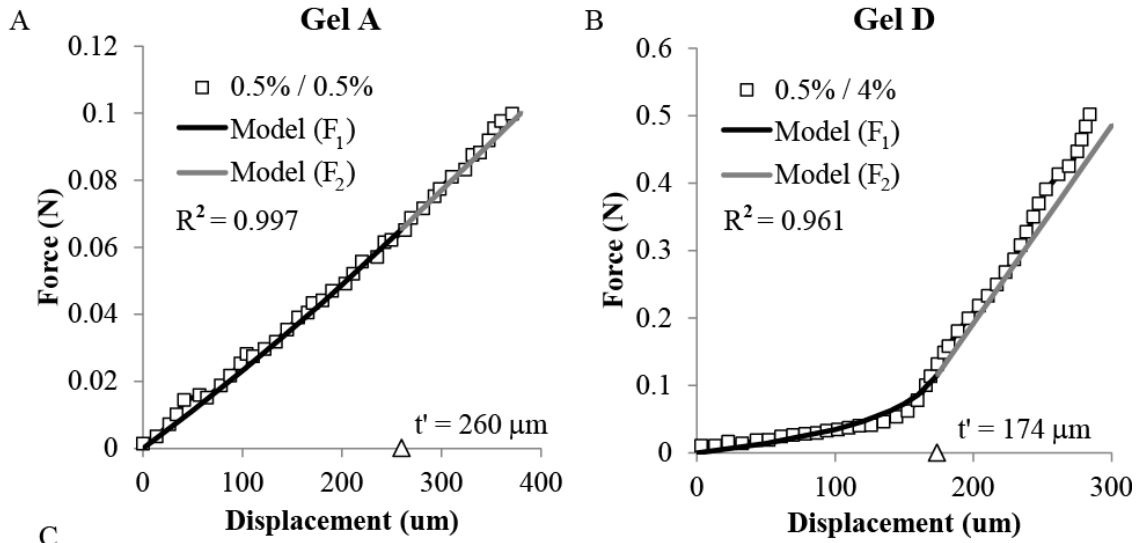 A
Gel A
0.12
0.1
0.08
0.06
0.04
0.02
0
Force (N)
0.5% / 0.5%
Model (F₁)
Model (F₂)
R² = 0.997
t' = 260 µm
0 100 200 300 400
Displacement (um)
B
Gel D
0.6
0.5
0.4
0.3
0.2
0.1
0
Force (N)
0.5% / 4%
Model (F₁)
Model (F₂)
R² = 0.961
t' = 174 µm
0 100 200 300
Displacement (um)
C